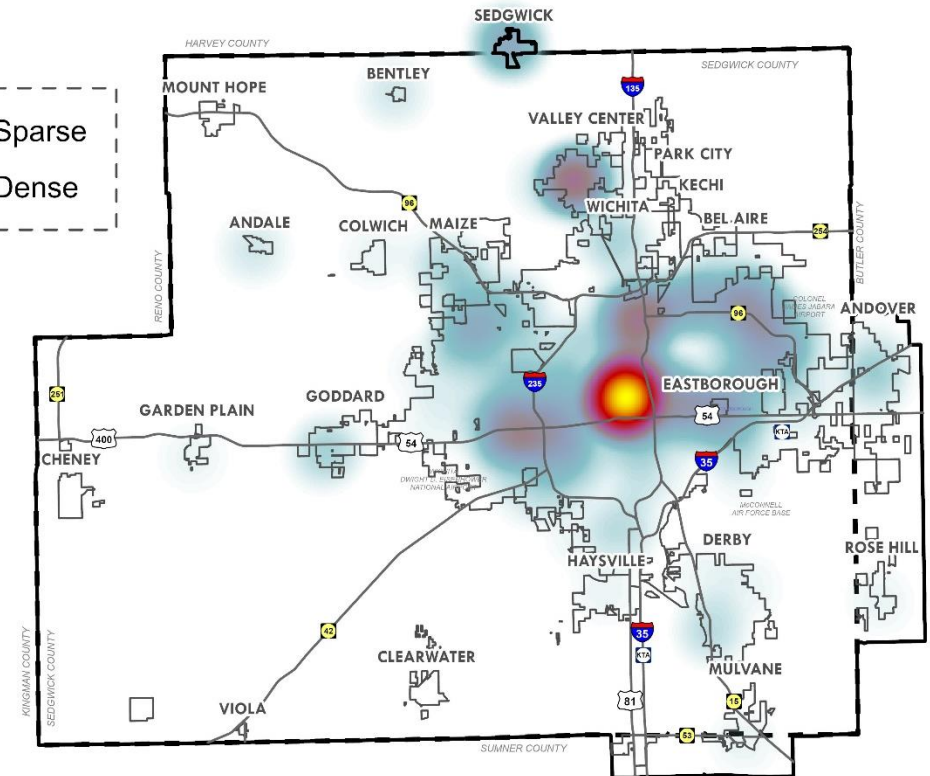 SEDGWICK
HARVEY COUNTY
SEDGWICK COUNTY
BENTLEY
MOUNT HOPE
135
Sparse
VALLEY CENTER
PARK CITY
Dense
KECHI
96
WICHITA
ANDALE
COLWICH
MAIZE
BEL AIRE
254
BUTLER COUNTY
RENO COUNTY
COLONEL
JAMES JABARA
AIRPORT
ANDOVER
96
235
EASTBOROUGH
251
GODDARD
GARDEN PLAIN
54
400
54
KTA
CHENEY
35
DWIGHT D. EISENHOWER
NATIONAL
McCONNELL
AIR FORCE BASE
DERBY
ROSE HILL
HAYSVILLE
42
35
KTA
KINGMAN COUNTY
SEDGWICK COUNTY
CLEARWATER
MULVANE
81
15
VIOLA
53
SUMNER COUNTY